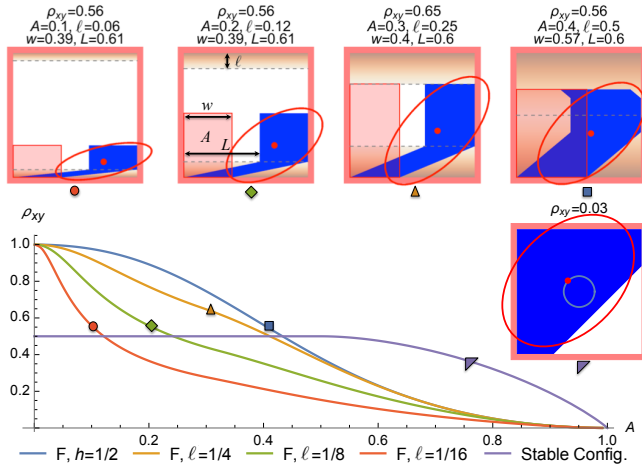 ρxy=0.56
A=0.1, ℓ=0.06
w=0.39, L=0.61
ρxy=0.56
A=0.2, ℓ=0.12
w=0.39, L=0.61
ρxy=0.65
A=0.3, ℓ=0.25
w=0.4, L=0.6
ρxy=0.56
A=0.4, ℓ=0.5
w=0.57, L=0.6
ℓ
w
A
L
ρxy=0.03
ρxy
1.0
0.8
0.6
0.4
0.2
0.2
0.4
0.6
0.8
1.0
A
F, h=1/2
F, ℓ=1/4
F, ℓ=1/8
F, ℓ=1/16
Stable Config.